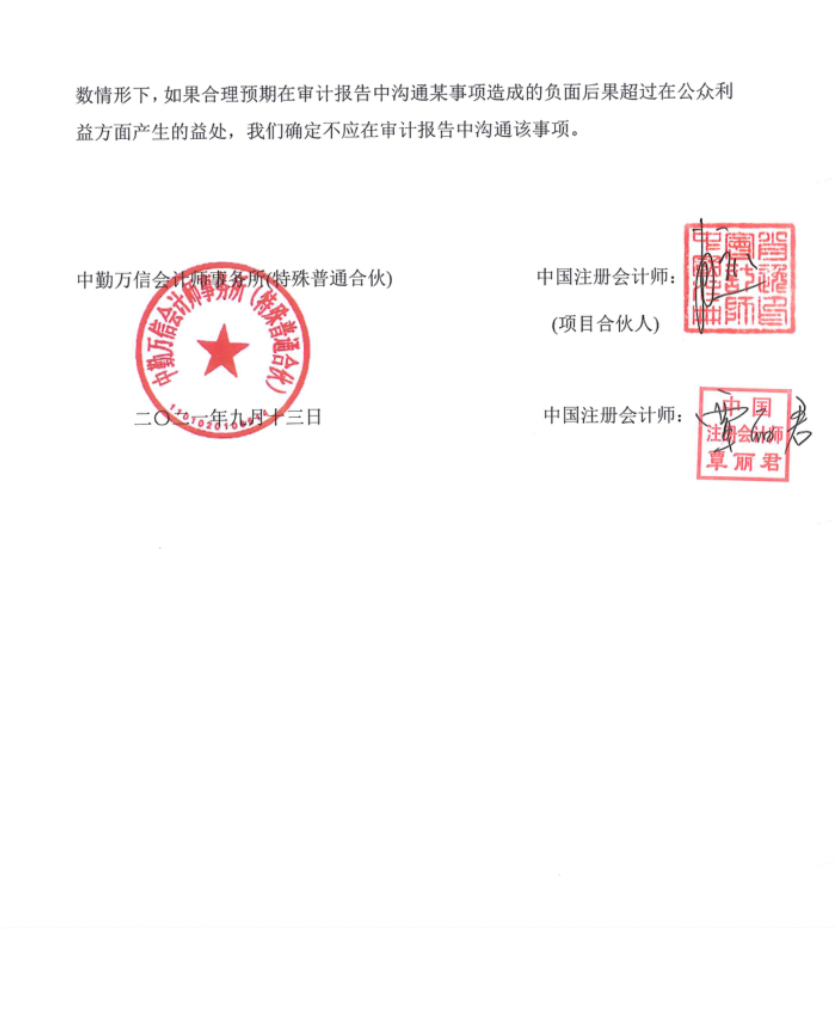 数情形下，如果合理预期在审计报告中沟通某事项造成的负面后果超过在公众利
益方面产生的益处，我们确定不应在审计报告中沟通该事项。
中勤万信会计师事务所(特殊普通合伙)
中国注册会计师：
(项目合伙人)
中勤万信会计师事务所（特殊普通合伙）
二〇二一年九月十三日
中国注册会计师：
中国
注册会计师
覃丽君